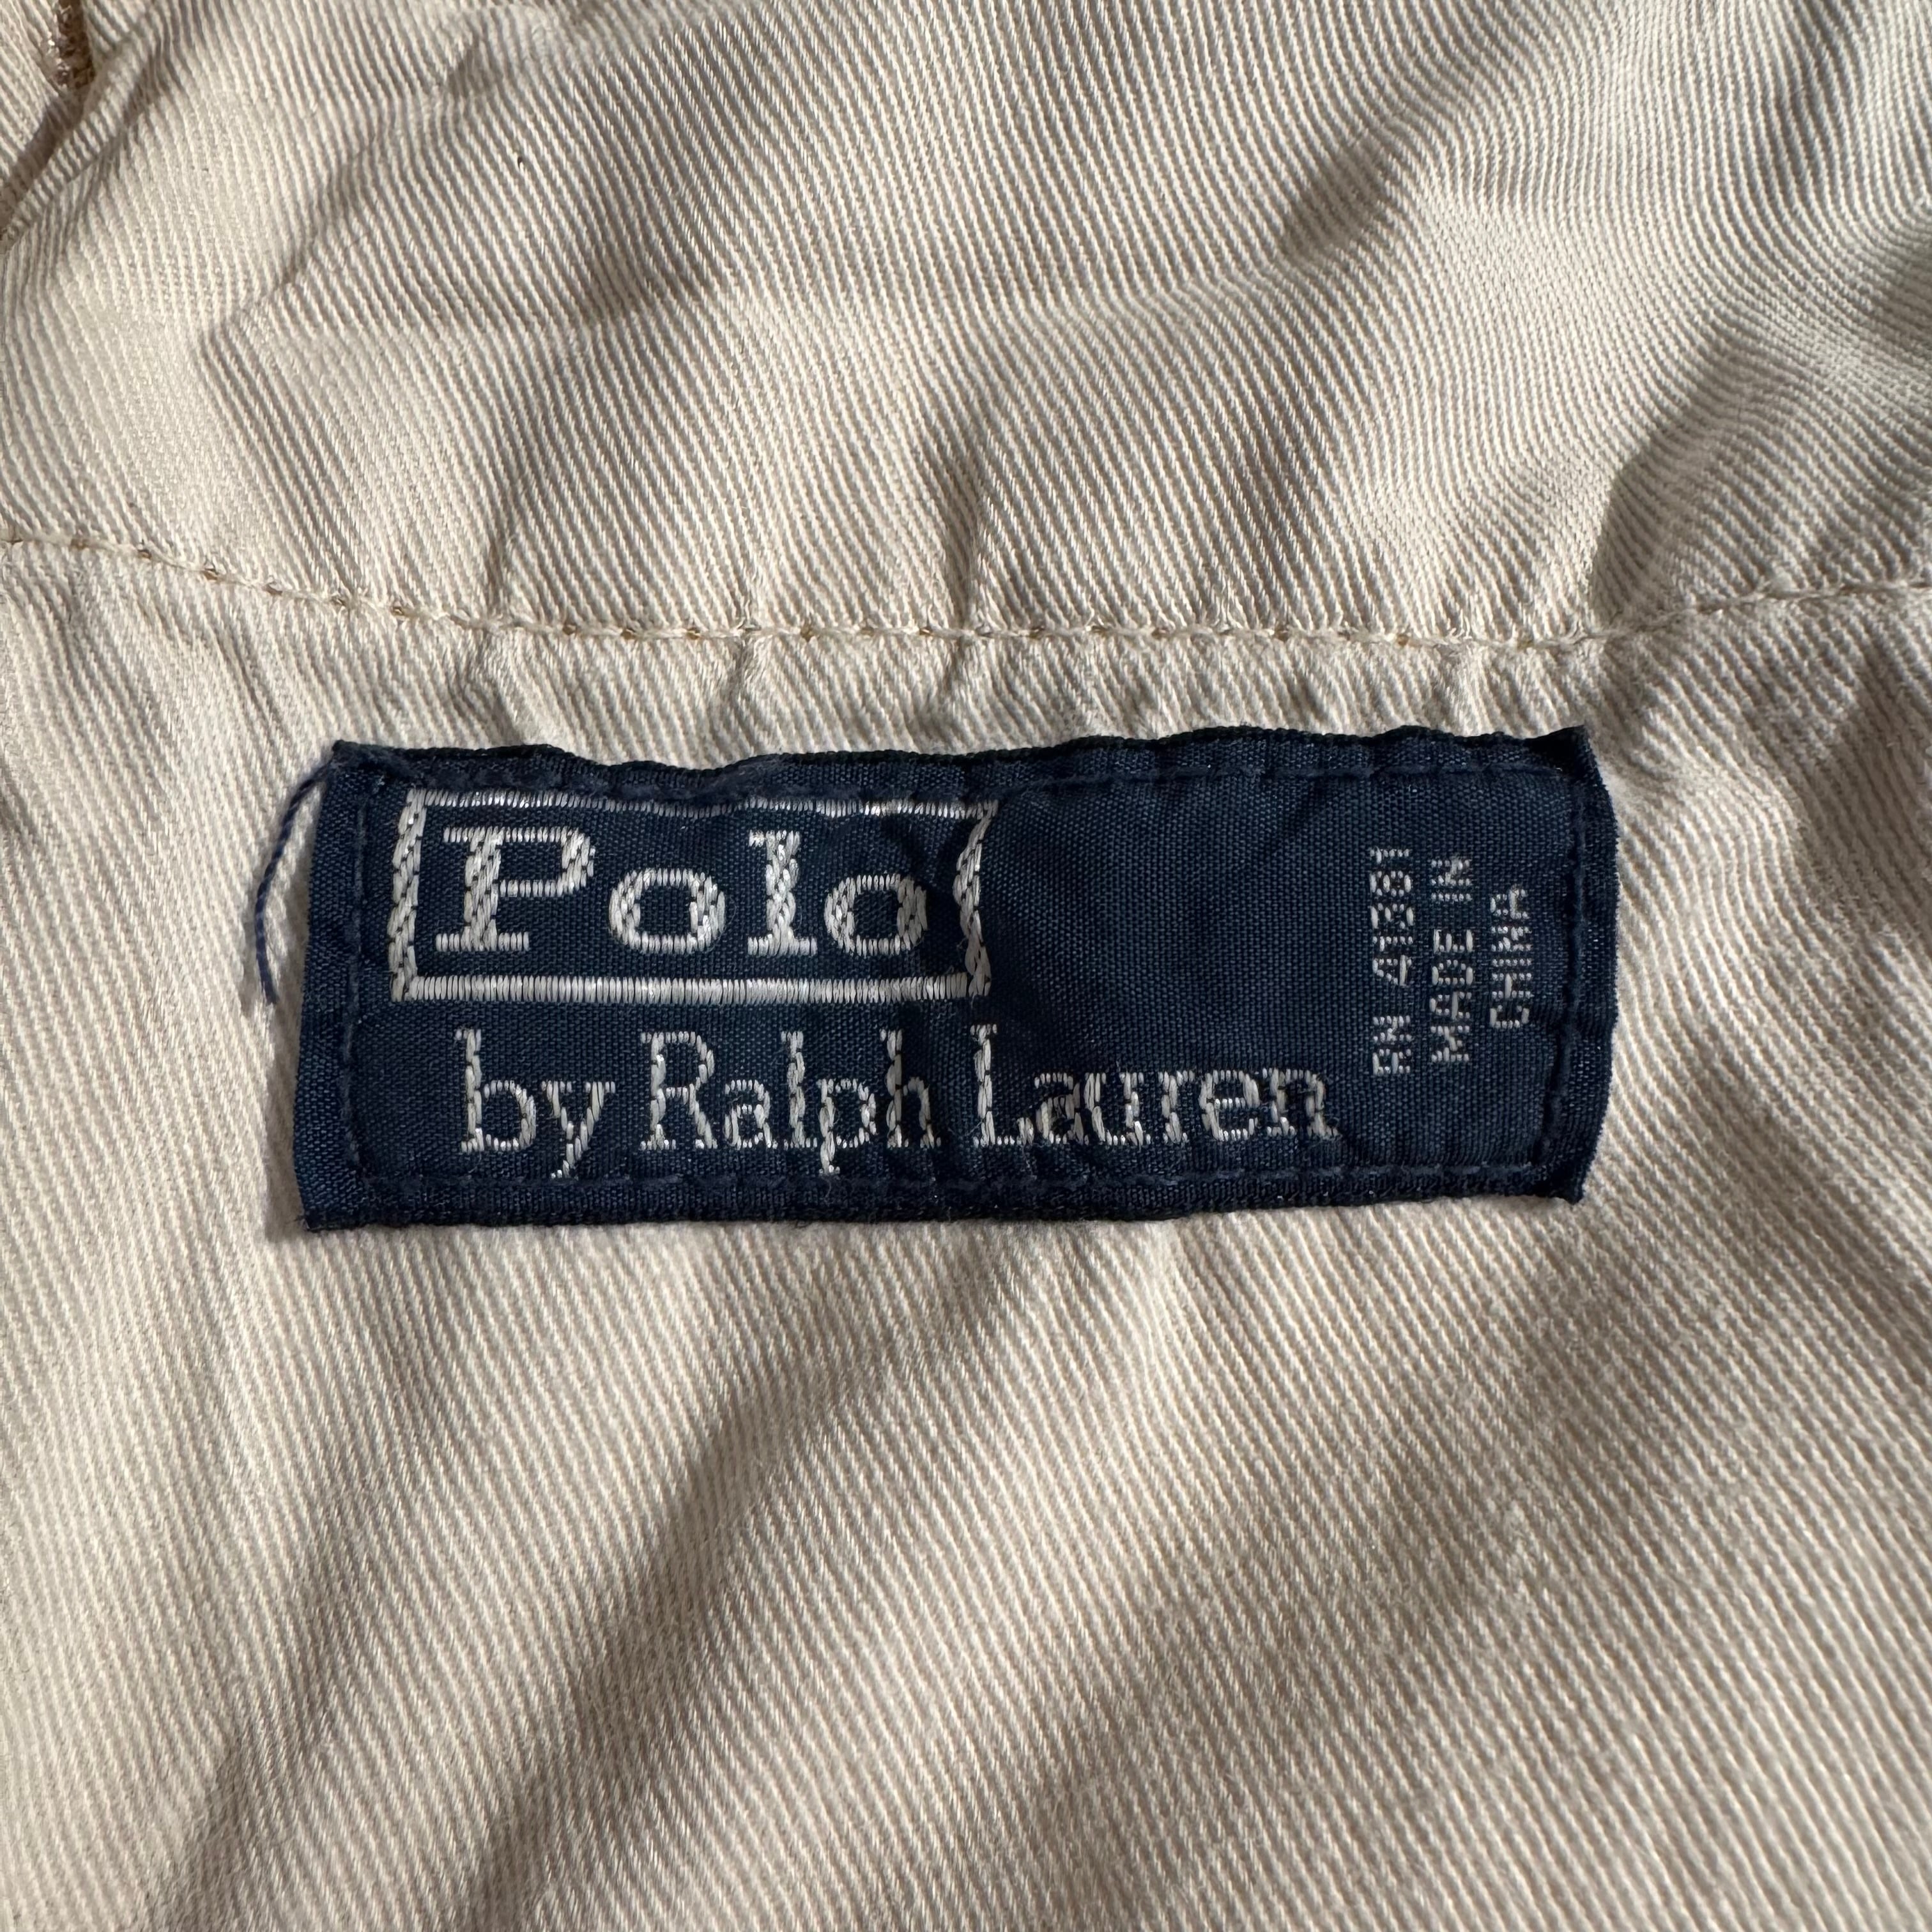 Polo
by Ralph Lauren
RN 41381
MADE IN
CHINA